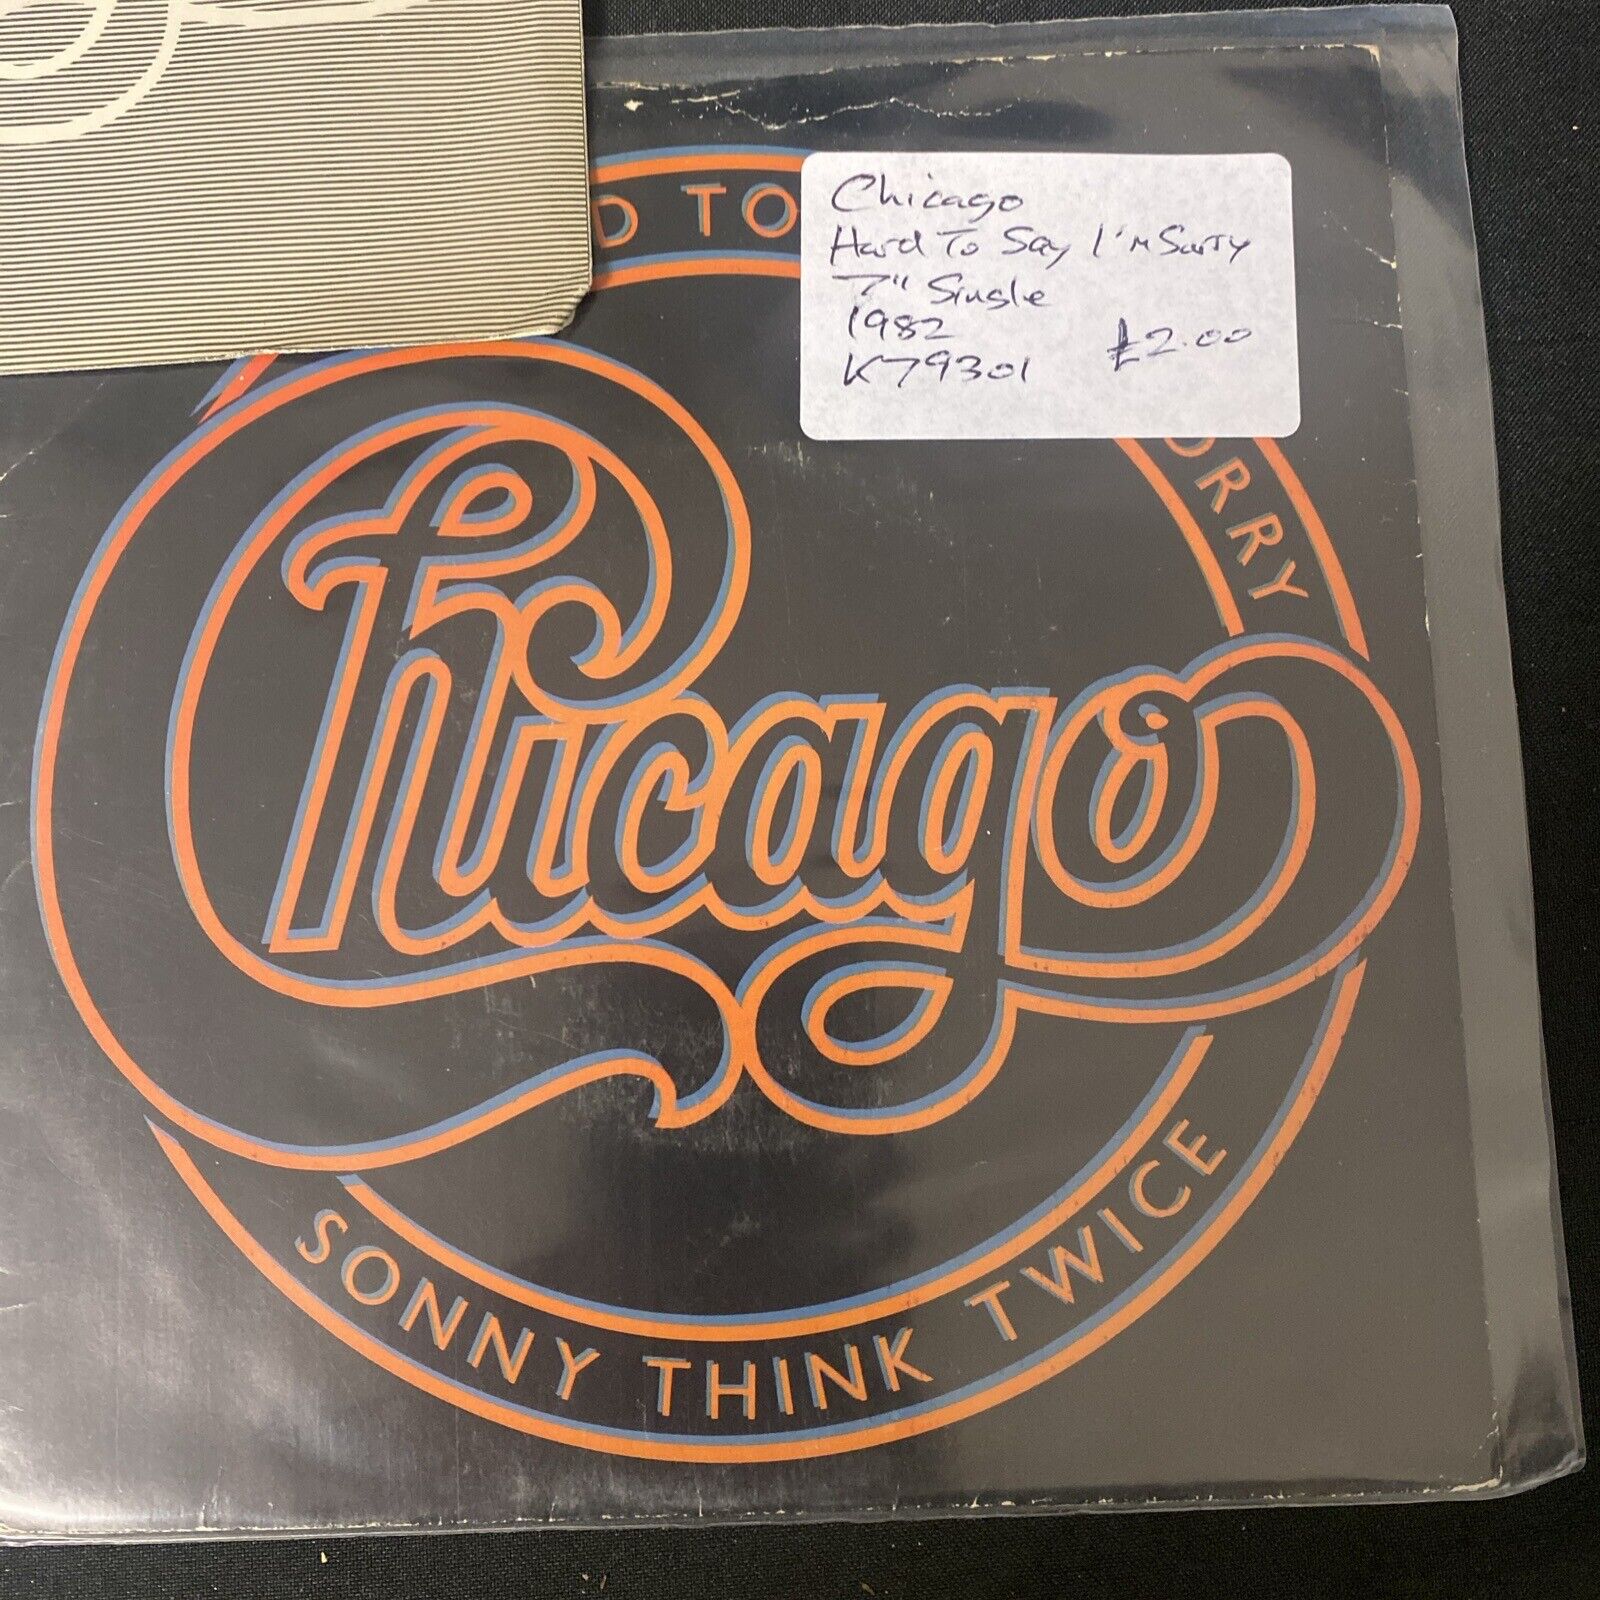 D TO
Chicago
Hard To Say I'm Sorry
7" Single
1982
£2.00
K79301
ORRY
Chicago
SONNY THINK TWICE